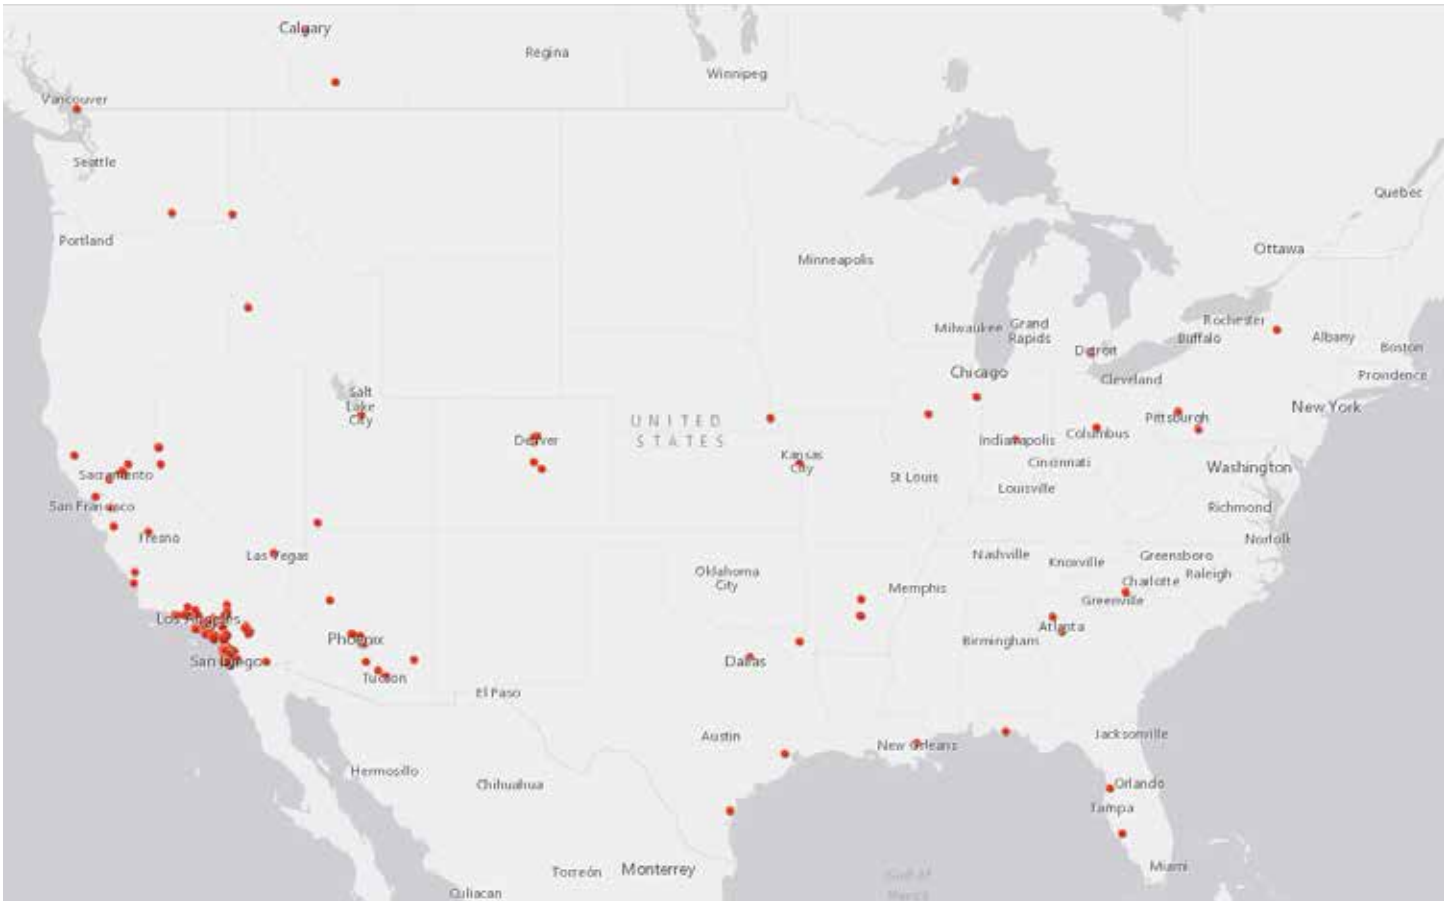 Calgary
Regina
Winnipeg
Vancouver
Seattle
Quebec
Portland
Ottawa
Minneapolis
Rochester
Milwaukee
Grand
Rapids
Buffalo
Albany
Boston
Detroit
Chicago
Cleveland
Providence
Salt
Lake
City
New York
UNITED
STATES
Pittsburgh
Denver
Indianapolis
Columbus
Kansas
City
Cincinnati
Washington
Sacramento
St Louis
Louisville
San Francisco
Richmond
Fresno
Norfolk
Las Vegas
Nashville
Knoxville
Greensboro
Oklahoma
City
Raleigh
Charlotte
Memphis
Greenville
Los Angeles
Atlanta
Phoenix
Birmingham
San Diego
Dallas
Tucson
El Paso
Austin
New Orleans
Jacksonville
Hermosillo
Chihuahua
Orlando
Tampa
Miami
Torreón
Monterrey
Culiacan
Gulf of
Mexico